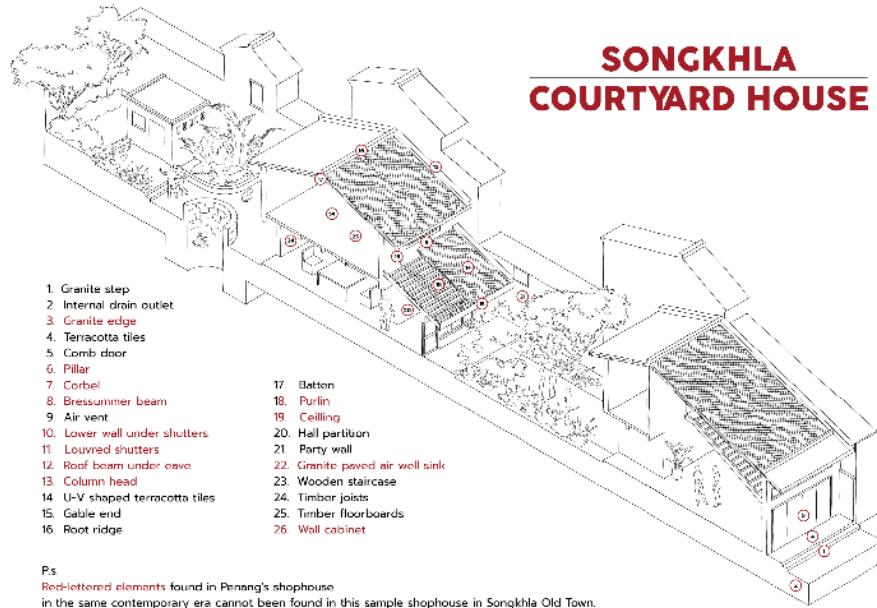 SONGKHLA
COURTYARD HOUSE
1. Granite step
2 Internal drain outlet
3. Granite edge
4. Terracotta tiles
5. Comb door
6. Pillar
7. Corbel
8. Bressummer beam
9. Air vent
10. Lower wall under shutters
11. Louvred shutters
12. Roof beam under eave
13. Column head
14 U-V shaped terracotta tiles
15. Gable end
16. Root ridge
17. Batten
18. Purlin
19. Ceilling
20. Hall partition
21. Party wall
22. Granite paved air well sink
23. Wooden staircase
24. Timber joists
25. Timber floorboards
26. Wall cabinet
P.s.
Red-lettered elements found in Penang's shophouse
in the same contemporary era cannot been found in this sample shophouse in Songkhla Old Town.